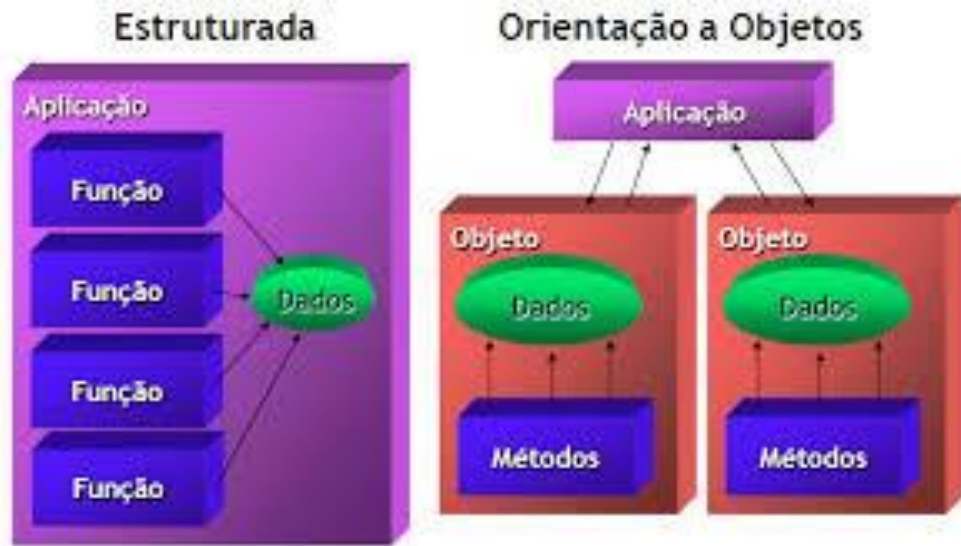 Estruturada
Aplicação
Função
Função
Função
Função
Dados
Orientação a Objetos
Aplicação
Objeto
Dados
Métodos
Objeto
Dados
Métodos